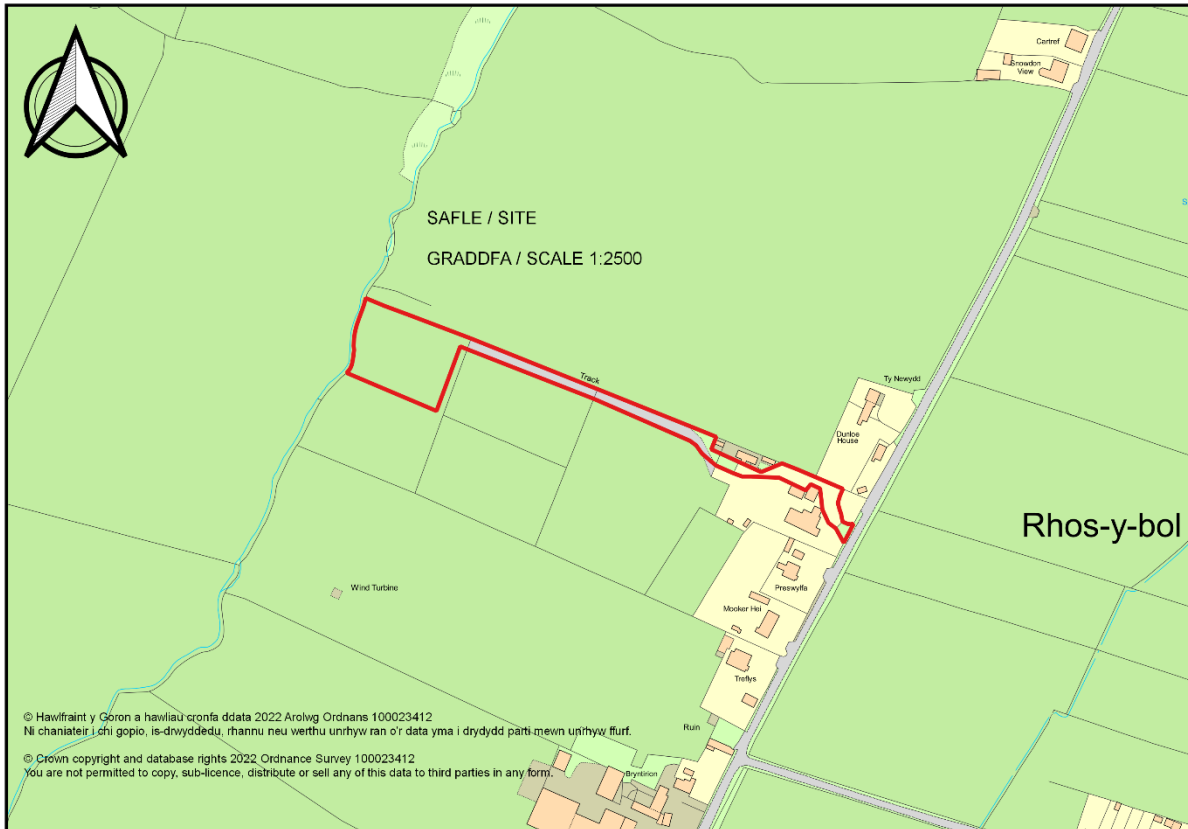 Cartref
Snowdon
View
S
SAFLE / SITE
GRADDFA / SCALE 1:2500
Track
Ty Newydd
Dunloe
House
Rhos-y-bol
Wind Turbine
Preswylfa
Mooker Hei
Treflys
Ruin
© Hawlfraint y Goron a hawliau cronfa ddata 2022 Arolwg Ordnans 100023412
Ni chaniateir i chi gopio, is-drwyddedu, rhannu neu werthu unrhyw ran o'r data yma i drydydd parti mewn unrhyw ffurf.
© Crown copyright and database rights 2022 Ordnance Survey 100023412
You are not permitted to copy, sub-licence, distribute or sell any of this data to third parties in any form.
Bryntirion